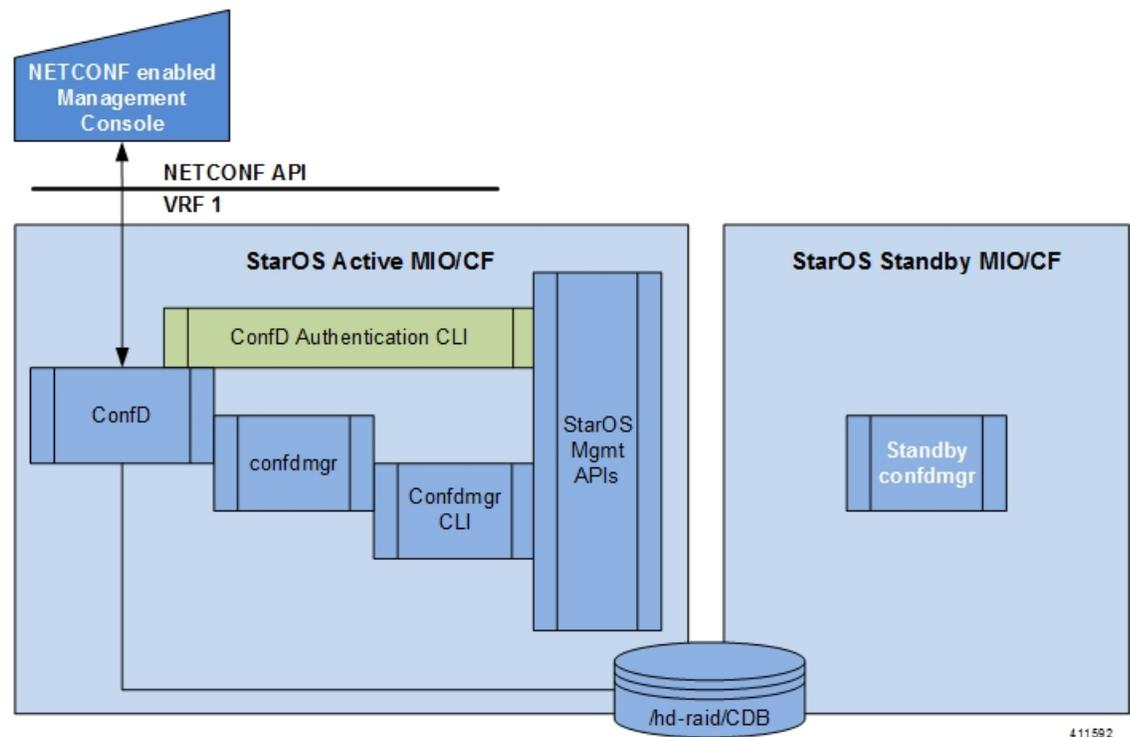 NETCONF enabled
Management
Console
NETCONF API
VRF 1
StarOS Active MIO/CF
StarOS Standby MIO/CF
ConfD Authentication CLI
ConfD
confdmgr
Confdmgr
CLI
StarOS
Mgmt
APIs
Standby
confdmgr
/hd-raid/CDB
411592